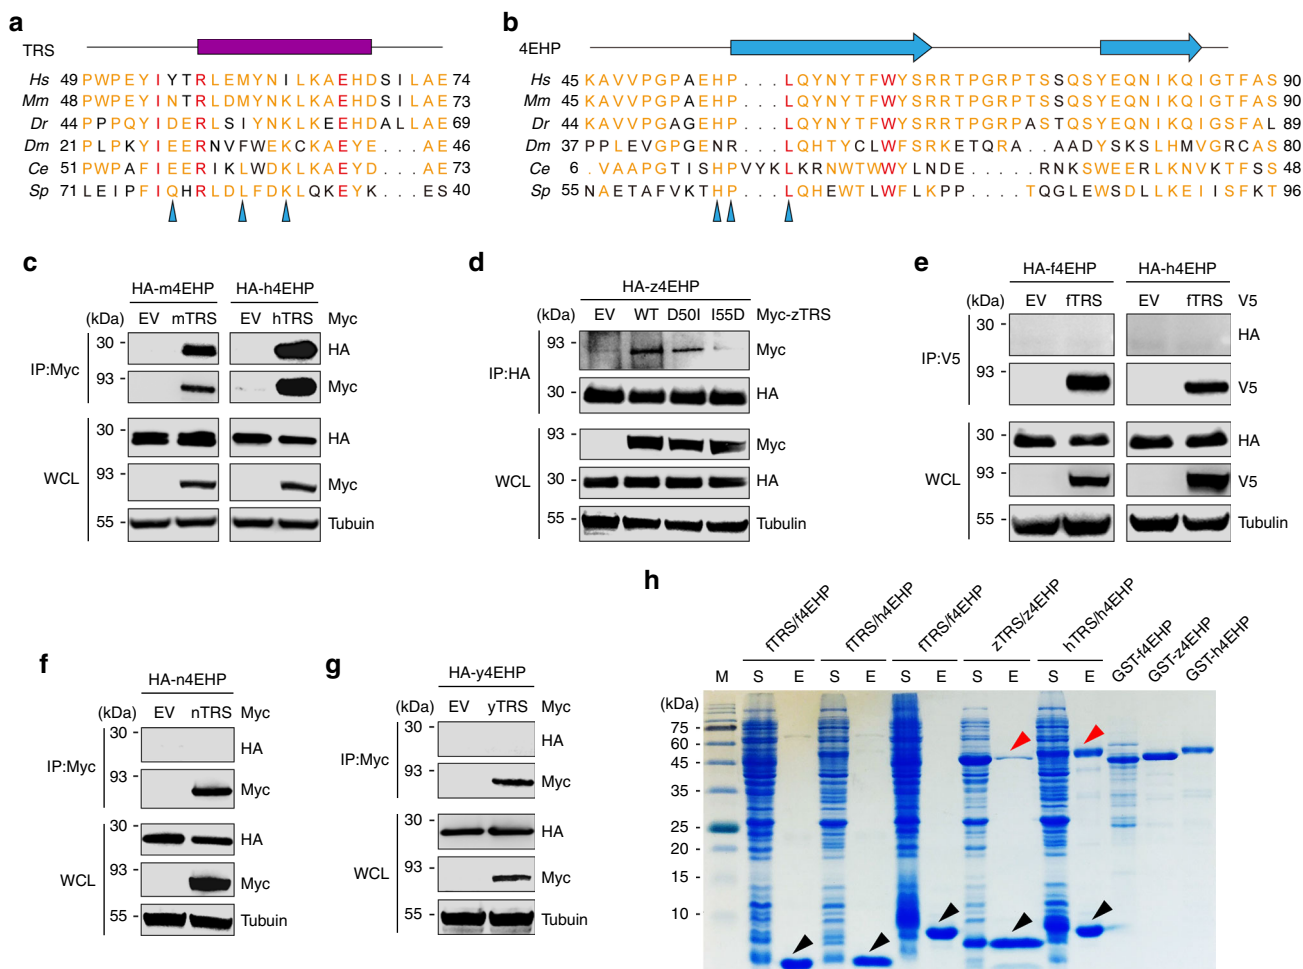 a
TRS
Hs 49 PWPEYIYTRLEMYNILKAEHDSILAE 74
Mm 48 PWPEYINTRLDMYNKLKAEHDSILAE 73
Dr 44 PPPQYIDERLSIYNKLKEEHDALLAE 69
Dm 21 PLPKYIEERNVFWEKCKAEYE...AE 46
Ce 51 PWPAFIEERIKLWDKLKAEYD...AE 73
Sp 71 LEIPFIQHRLDLFDKLQKEYK...ES 40
b
4EHP
Hs 45 KAVVPGPAEHP...LQYNYTFWYSRRTPGRPTSSQSYEQNIKQIGTFAS 90
Mm 45 KAVVPGPAEHP...LQYNYTFWYSRRTPGRPTSSQSYEQNIKQIGTFAS 90
Dr 44 KAVVPGAGEHP...LQYNYTFWYSRRTPGRPASTQSYEQNIKQIGSFAL 89
Dm 37 PPLEVGPGENR...LQHTYCLWFSRKETQRA..AADYSKSLHMVGRCAS 80
Ce 6 .VAAPGTISHPVYKLKRNWTWWYLNDE.....RNKSWEERLKNVKTFSS 48
Sp 55 NAETAFVKTHP...LQHEWTLWFLKPP....TQGLEWSDLLKEIISFKT 96
c
HA-m4EHP HA-h4EHP
(kDa) EV mTRS EV hTRS Myc
IP:Myc
30 - HA
93 - Myc
WCL
30 - HA
93 - Myc
55 - Tubuin
d
HA-z4EHP
(kDa) EV WT D50I I55D Myc-zTRS
IP:HA
93 - Myc
30 - HA
WCL
93 - Myc
30 - HA
55 - Tubulin
e
HA-f4EHP HA-h4EHP
(kDa) EV fTRS EV fTRS V5
IP:V5
30 - HA
93 - V5
WCL
30 - HA
93 - V5
55 - Tubulin
f
HA-n4EHP
(kDa) EV nTRS Myc
IP:Myc
30 - HA
93 - Myc
WCL
30 - HA
93 - Myc
55 - Tubuin
g
HA-y4EHP
(kDa) EV yTRS Myc
IP:Myc
30 - HA
93 - Myc
WCL
30 - HA
93 - Myc
55 - Tubulin
h
fTRS/f4EHP fTRS/h4EHP fTRS/f4EHP zTRS/z4EHP hTRS/h4EHP GST-f4EHP GST-z4EHP GST-h4EHP
M S E S E S E S E S E
(kDa)
75 -
60 -
45 -
35 -
25 -
20 -
15 -
10 -